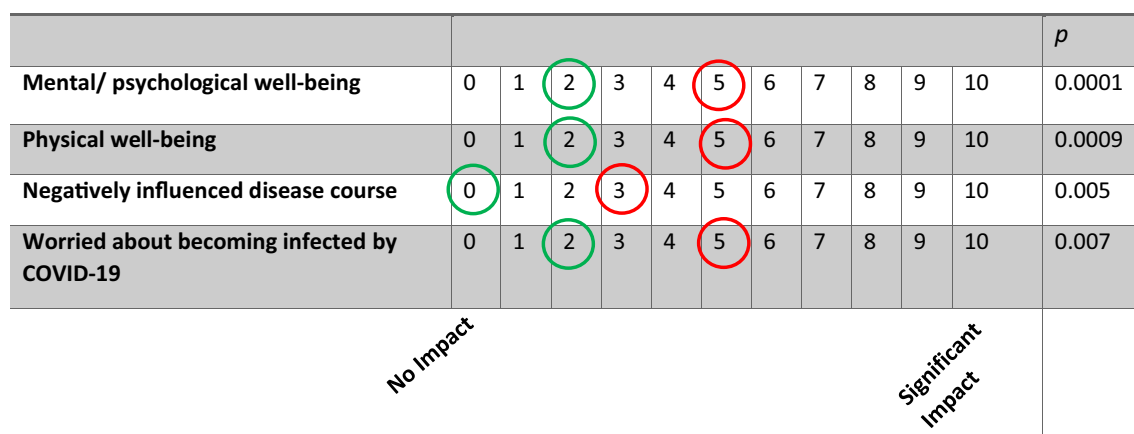 p
Mental/ psychological well-being 0 1 2 3 4 5 6 7 8 9 10 0.0001
Physical well-being 0 1 2 3 4 5 6 7 8 9 10 0.0009
Negatively influenced disease course 0 1 2 3 4 5 6 7 8 9 10 0.005
Worried about becoming infected by 0 1 2 3 4 5 6 7 8 9 10 0.007
COVID-19
No Impact
Significant
Impact